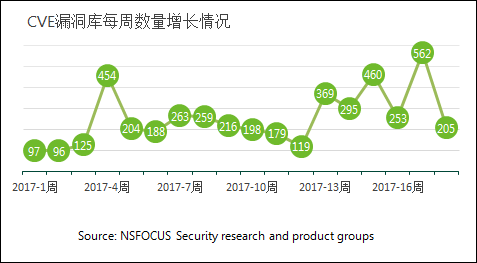 CVE漏洞库每周数量增长情况
97 96 125 454 204 188 263 259 216 198 179 119 369 295 460 253 562 205
2017-1周 2017-4周 2017-7周 2017-10周 2017-13周 2017-16周
Source: NSFOCUS Security research and product groups